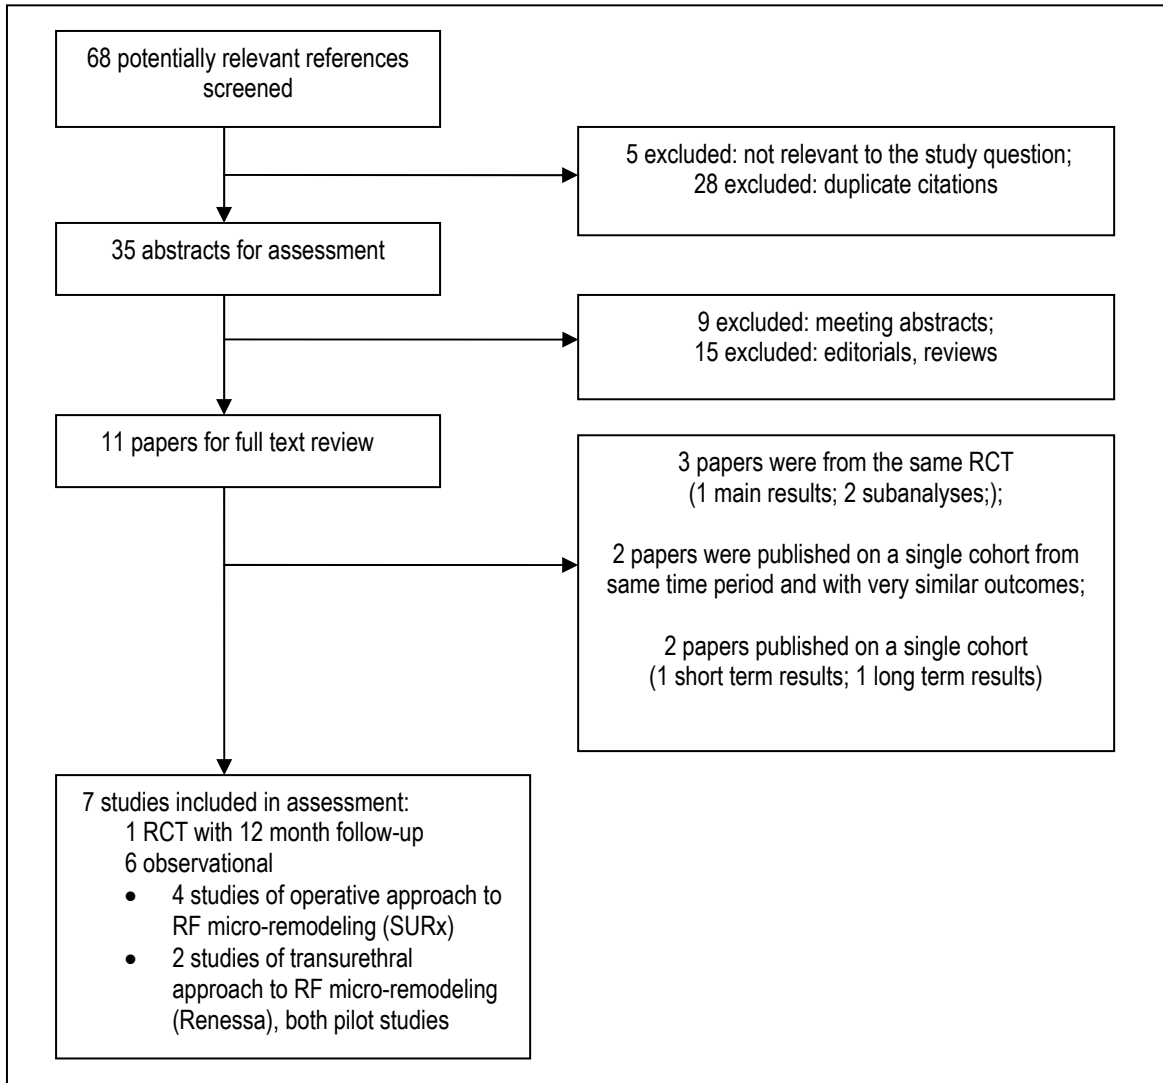 68 potentially relevant references
screened
5 excluded: not relevant to the study question;
28 excluded: duplicate citations
35 abstracts for assessment
9 excluded: meeting abstracts;
15 excluded: editorials, reviews
11 papers for full text review
3 papers were from the same RCT
(1 main results; 2 subanalyses;);
2 papers were published on a single cohort from
same time period and with very similar outcomes;
2 papers published on a single cohort
(1 short term results; 1 long term results)
7 studies included in assessment:
1 RCT with 12 month follow-up
6 observational
• 4 studies of operative approach to
RF micro-remodeling (SURx)
• 2 studies of transurethral
approach to RF micro-remodeling
(Renessa), both pilot studies